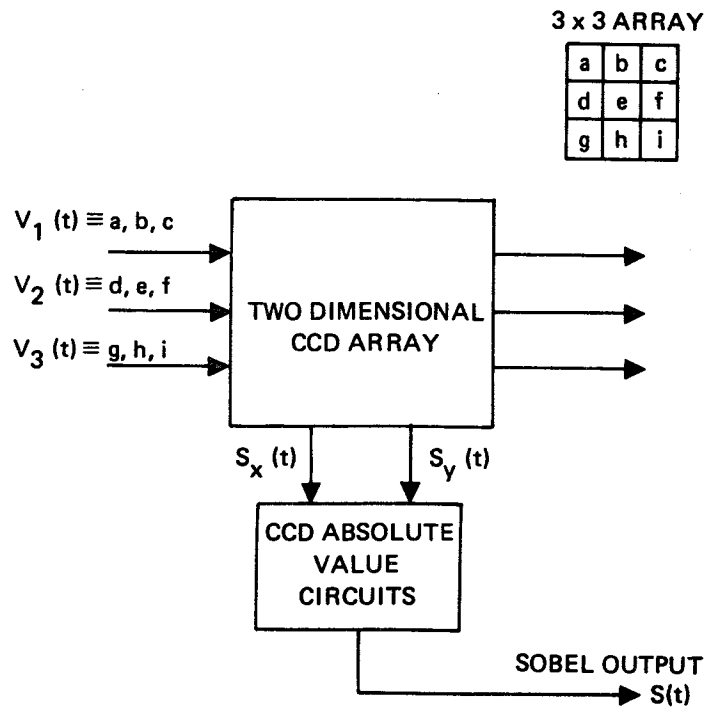 3 x 3 ARRAY
a b c
d e f
g h i
V1 (t) ≡ a, b, c
V2 (t) ≡ d, e, f
V3 (t) ≡ g, h, i
TWO DIMENSIONAL
CCD ARRAY
Sx (t) Sy (t)
CCD ABSOLUTE
VALUE
CIRCUITS
SOBEL OUTPUT
S(t)